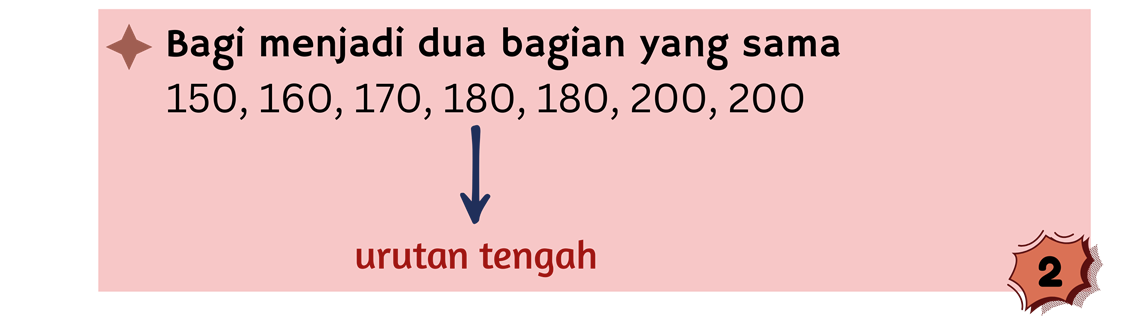 Bagi menjadi dua bagian yang sama
150, 160, 170, 180, 180, 200, 200
urutan tengah
2